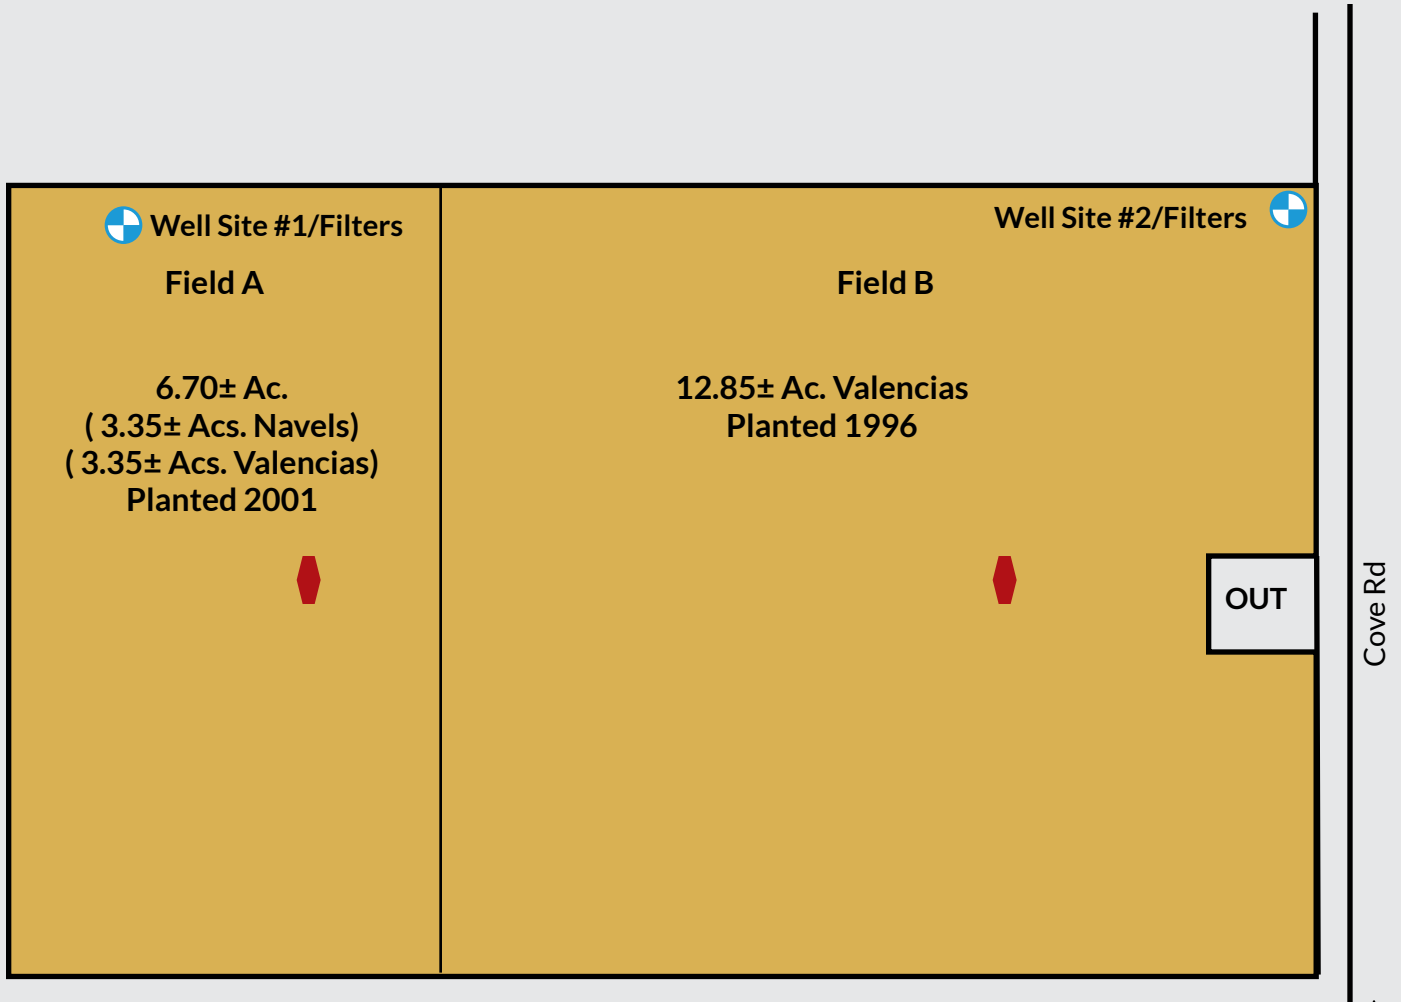 Well Site #1/Filters
Well Site #2/Filters
Field A
Field B
6.70± Ac.
( 3.35± Acs. Navels)
( 3.35± Acs. Valencias)
Planted 2001
12.85± Ac. Valencias
Planted 1996
OUT
Cove Rd